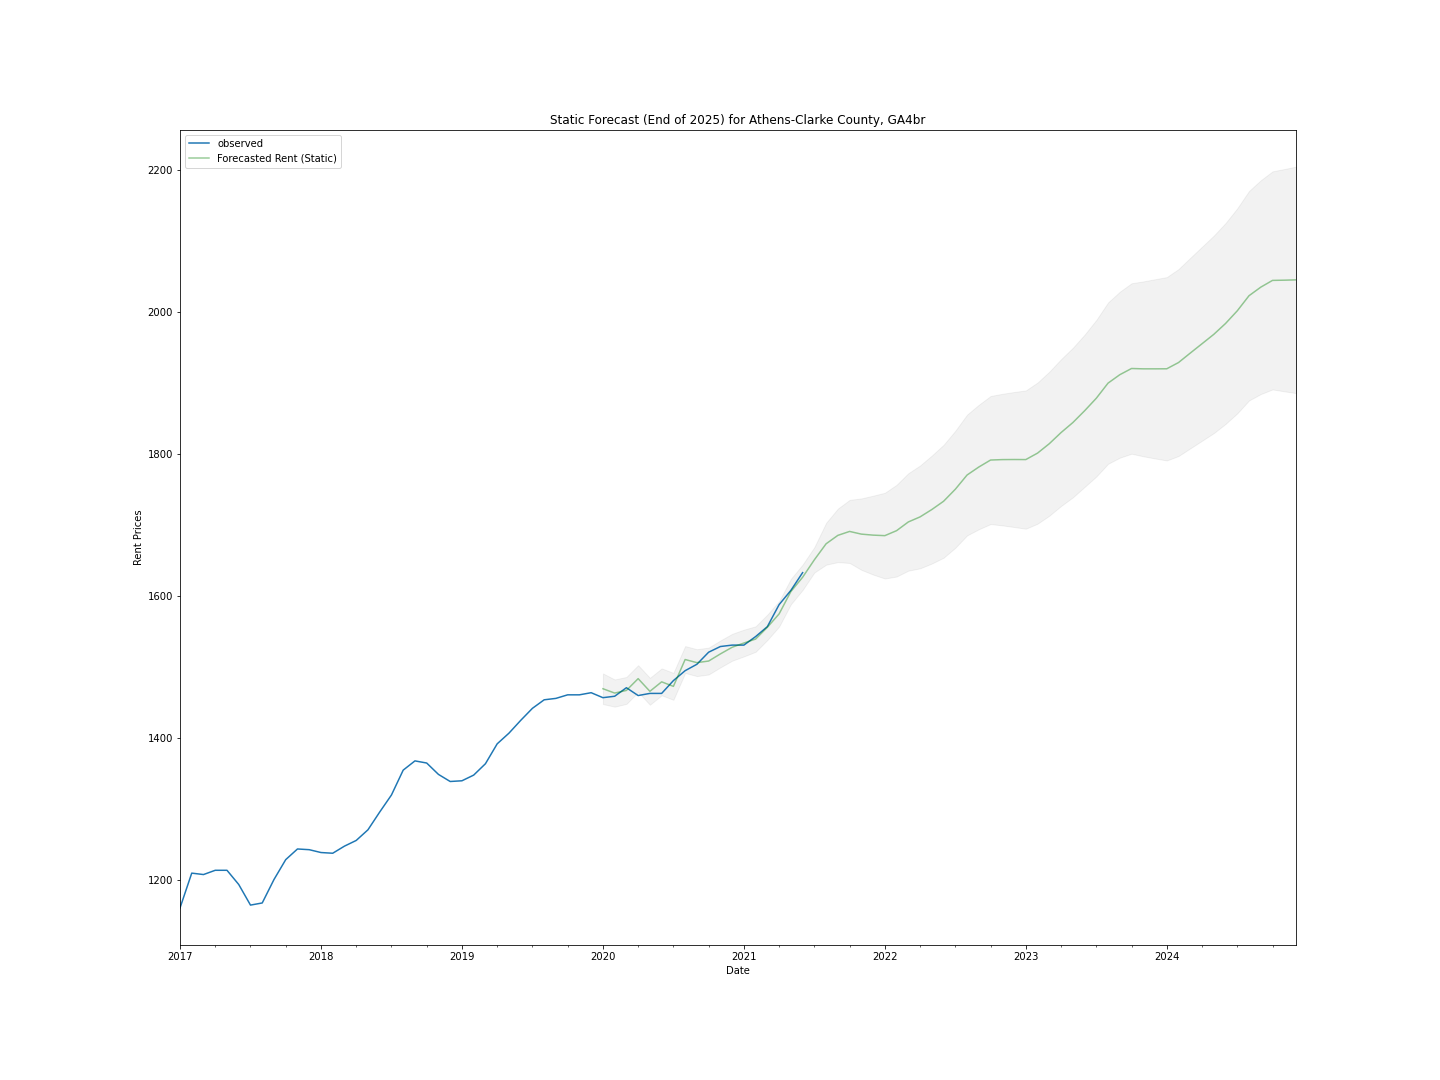 Static Forecast (End of 2025) for Athens-Clarke County, GA4br
observed
Forecasted Rent (Static)
2200
2000
1800
1600
1400
1200
Rent Prices
2017 2018 2019 2020 2021 2022 2023 2024
Date